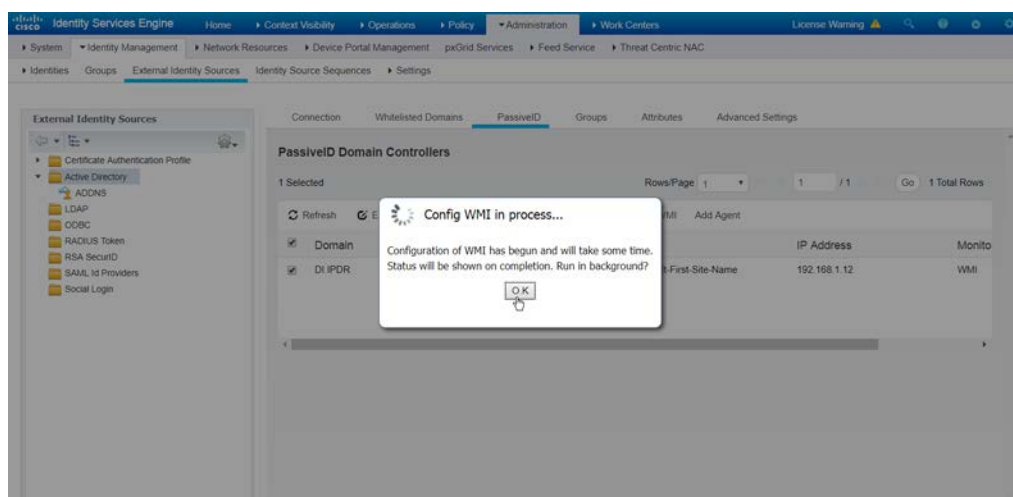 cisco Identity Services Engine Home Context Visibility Operations Policy Administration Work Centers License Warning
System Identity Management Network Resources Device Portal Management pxGrid Services Feed Service Threat Centric NAC
Identities Groups External Identity Sources Identity Source Sequences Settings
External Identity Sources
Certificate Authentication Profile
Active Directory
ADDNS
LDAP
ODBC
RADIUS Token
RSA SecurID
SAML Id Providers
Social Login
Connection Whitelisted Domains PassiveID Groups Attributes Advanced Settings
PassiveID Domain Controllers
1 Selected Rows/Page 1 1 / 1 Go 1 Total Rows
Refresh Add Agent
Domain IP Address Monito
t-First-Site-Name 192.168.1.12 WMI
Config WMI in process...
Configuration of WMI has begun and will take some time.
Status will be shown on completion. Run in background?
OK